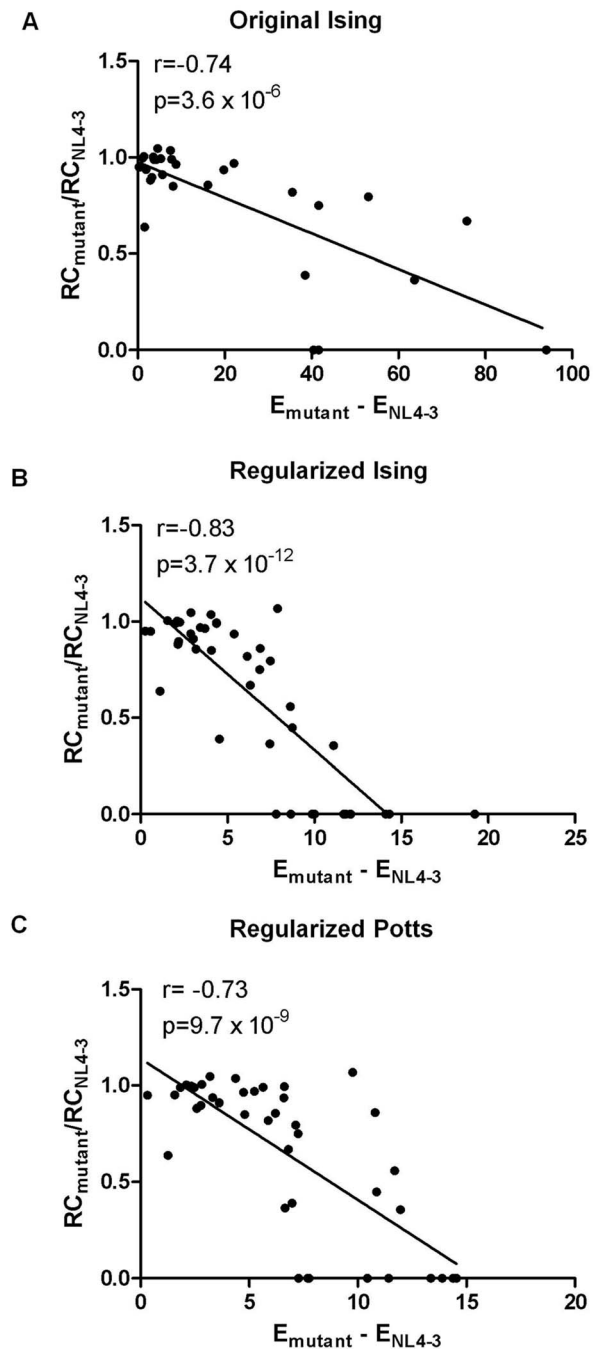 A
Original Ising
r=-0.74
p=3.6 x 10⁻⁶
1.5
1.0
0.5
0.0
RCmutant/RCNL4-3
0
20
40
60
80
100
Emutant - ENL4-3
B
Regularized Ising
r=-0.83
p=3.7 x 10⁻¹²
1.5
1.0
0.5
0.0
RCmutant/RCNL4-3
0
5
10
15
20
25
Emutant - ENL4-3
C
Regularized Potts
r= -0.73
p=9.7 x 10⁻⁹
1.5
1.0
0.5
0.0
RCmutant/RCNL4-3
0
5
10
15
20
Emutant - ENL4-3